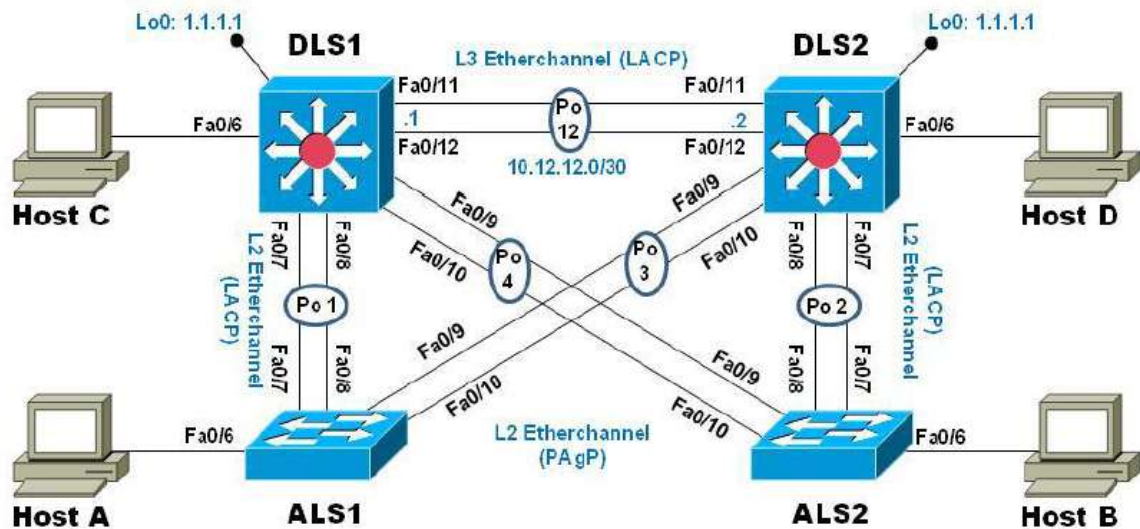 Lo0: 1.1.1.1
DLS1
DLS2
Lo0: 1.1.1.1
L3 Etherchannel (LACP)
Fa0/11
Fa0/11
Po
12
Fa0/6
.1
.2
Fa0/6
Fa0/12
Fa0/12
10.12.12.0/30
Host C
Host D
Fa0/9
Fa0/9
Fa0/10
Fa0/10
Po
4
Po
3
Fa0/7
Fa0/8
L2 Etherchannel
(LACP)
Po 1
Fa0/7
Fa0/8
Fa0/8
Fa0/7
L2 Etherchannel
(LACP)
Po 2
Fa0/8
Fa0/7
Fa0/9
Fa0/10
Fa0/9
Fa0/10
L2 Etherchannel
(PAgP)
Fa0/6
Fa0/6
Host A
ALS1
ALS2
Host B